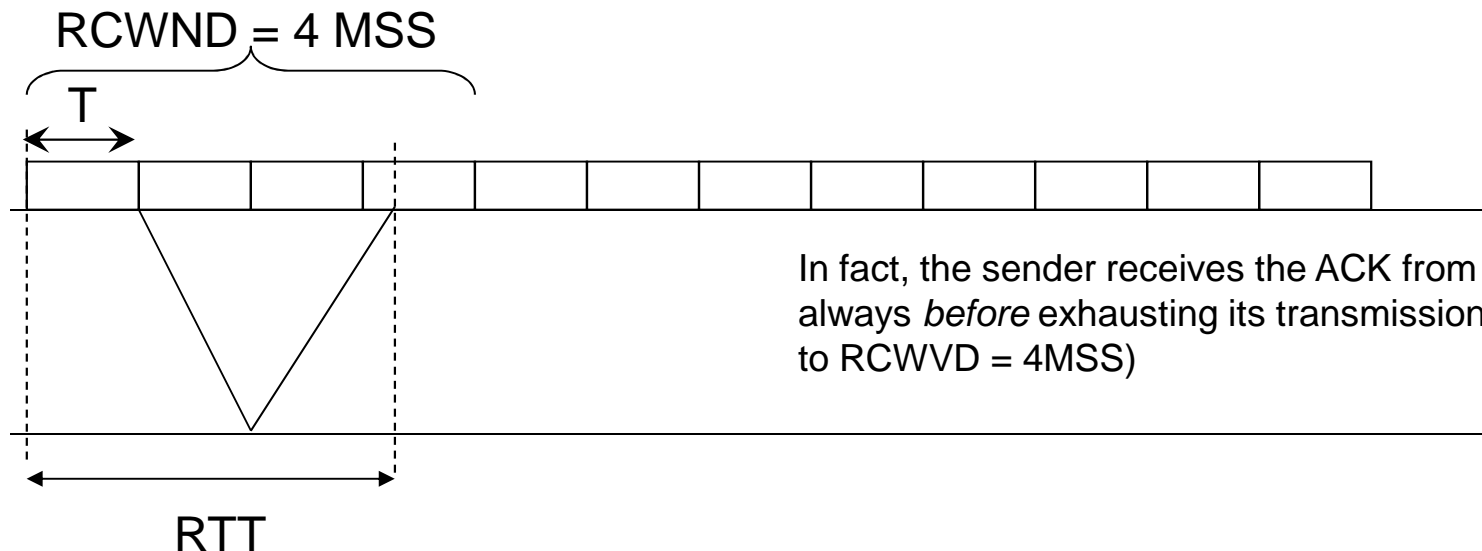 RCWND = 4 MSS
T
In fact, the sender receives the ACK from
always before exhausting its transmission
to RCWVD = 4MSS)
RTT